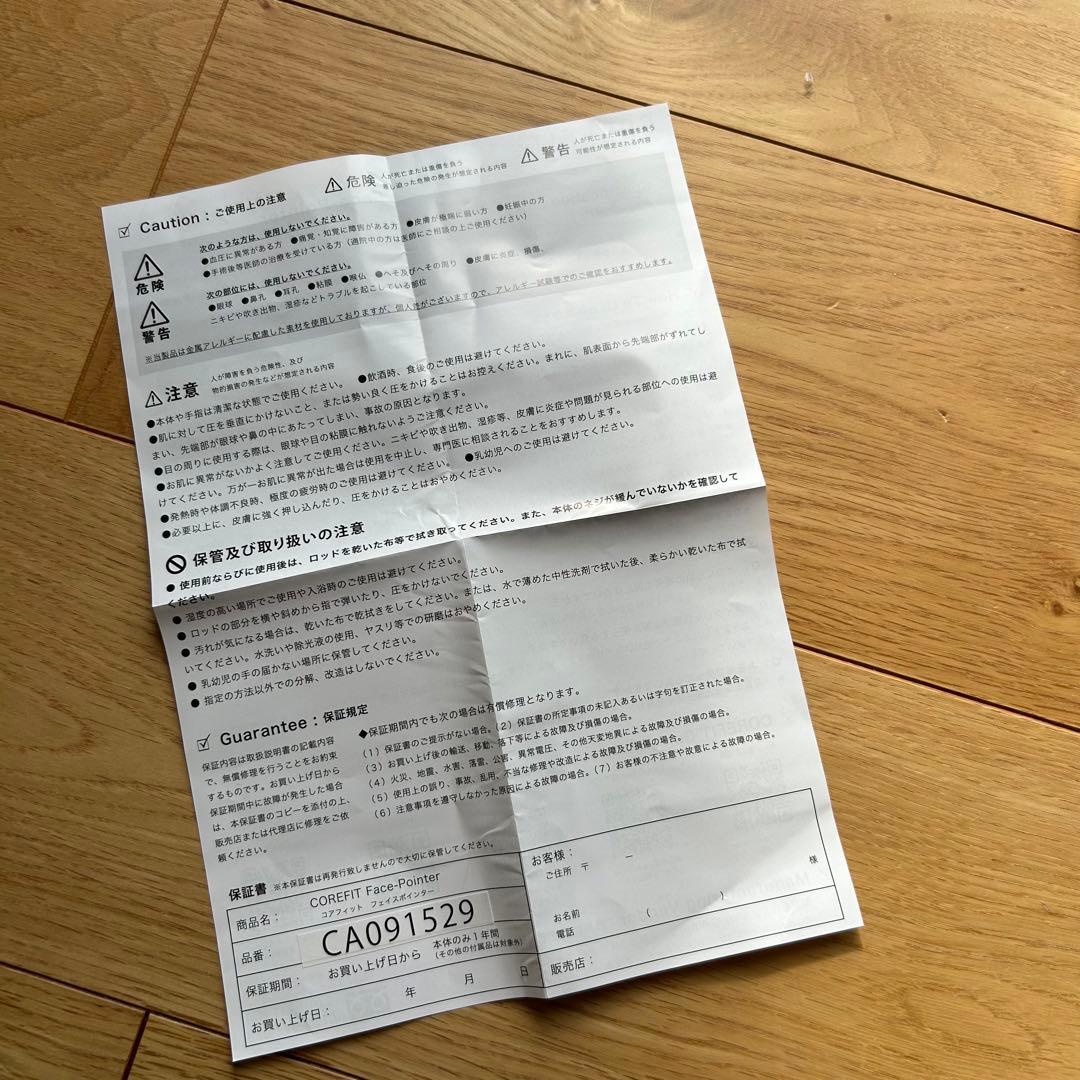 Caution：ご使用上の注意
危険 人が死亡または重傷を負う
差し迫った危険の発生が想定される内容
警告 人が死亡または重傷を負う
可能性が想定される内容
危険
次のような方は、使用しないでください。
●血圧に異常がある方 ●痛覚・知覚に障害がある方 ●皮膚が極端に弱い方 ●妊娠中の方
●手術後等医師の治療を受けている方（通院中の方は医師にご相談の上ご使用ください）
警告
次の部位には、使用しないでください。
●眼球 ●鼻孔 ●耳孔 ●粘膜 ●喉仏 ●へそ及びへその周り ●皮膚に炎症、損傷、
ニキビや吹き出物、湿疹などトラブルを起こしている部位
※当製品は金属アレルギーに配慮した素材を使用しておりますが、個人差がございますので、アレルギー試験等でのご確認をおすすめします。
注意 人が障害を負う危険性、及び
物的損害の発生などが想定される内容
●本体や手指は清潔な状態でご使用ください。 ●飲酒時、食後のご使用は避けてください。
●肌に対して圧を垂直にかけないこと、または勢い良く圧をかけることはお控えください。まれに、肌表面から先端部がずれてし
まい、先端部が眼球や鼻の中にあたってしまい、事故の原因となります。
●目の周りに使用する際は、眼球や目の粘膜に触れないようご注意ください。
●お肌に異常がないかよく注意してご使用ください。ニキビや吹き出物、湿疹等、皮膚に炎症や問題が見られる部位への使用は避
けてください。万が一お肌に異常が出た場合は使用を中止し、専門医に相談されることをおすすめします。
●発熱時や体調不良時、極度の疲労時のご使用は避けてください。 ●乳幼児へのご使用は避けてください。
●必要以上に、皮膚に強く押し込んだり、圧をかけることはおやめください。
保管及び取り扱いの注意
● 使用前ならびに使用後は、ロッドを乾いた布等で拭き取ってください。また、本体のネジが緩んでいないかを確認して
ください。
● 湿度の高い場所でご使用や入浴時のご使用は避けてください。
● ロッドの部分を横や斜めから指で弾いたり、圧をかけないでください。
● 汚れが気になる場合は、乾いた布で乾拭きをしてください。または、水で薄めた中性洗剤で拭いた後、柔らかい乾いた布で拭
いてください。水洗いや除光液の使用、ヤスリ等での研磨はおやめください。
● 乳幼児の手の届かない場所に保管してください。
● 指定の方法以外での分解、改造はしないでください。
Guarantee：保証規定
保証内容は取扱説明書の記載内容
で、無償修理を行うことをお約束
するものです。お買い上げ日から
保証期間中に故障が発生した場合
は、本保証書のコピーを添付の上、
販売店または代理店に修理をご依
頼ください。
◆保証期間内でも次の場合は有償修理となります。
（1）保証書のご提示がない場合。（2）保証書の所定事項の未記入あるいは字句を訂正された場合。
（3）お買い上げ後の輸送、移動、落下等による故障及び損傷の場合。
（4）火災、地震、水害、落雷、公害、異常電圧、その他天変地異による故障及び損傷の場合。
（5）使用上の誤り、事故、乱用、不当な修理や改造による故障及び損傷の場合。
（6）注意事項を遵守しなかった原因による故障の場合。（7）お客様の不注意や故意による故障の場合。
保証書 ※本保証書は再発行致しませんので大切に保管してください。
商品名： COREFIT Face-Pointer
コアフィット フェイスポインター
品番： CA091529
保証期間： お買い上げ日から 本体のみ1年間
（その他の付属品は対象外）
お買い上げ日： 年 月 日
お客様：
ご住所 〒 ー
様
お名前
電話 （ ）
販売店：